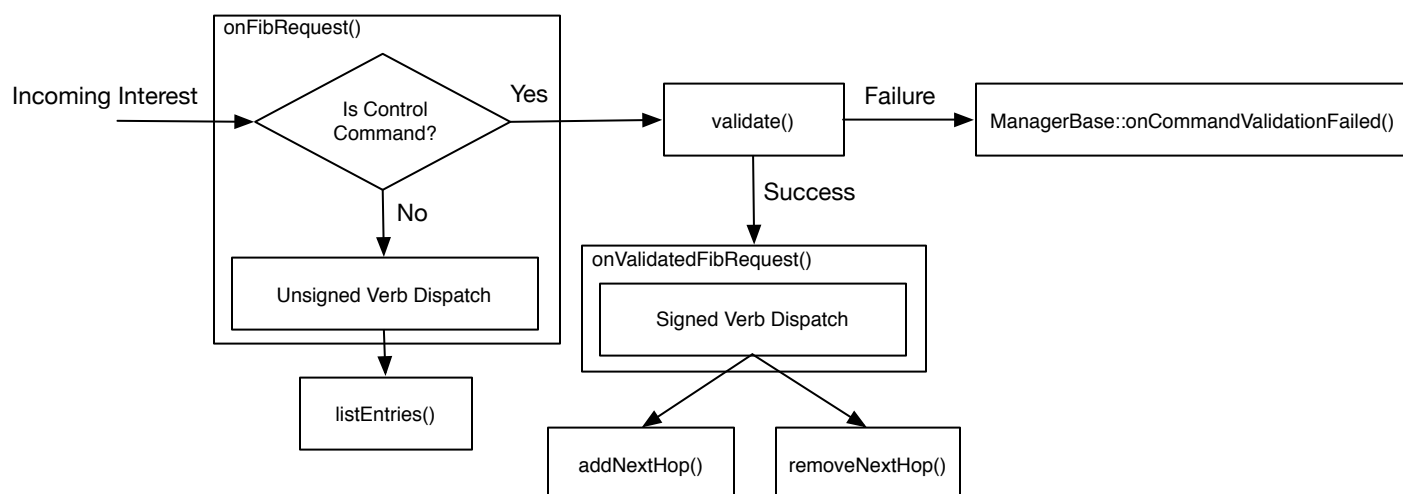 onFibRequest()
Incoming Interest
Is Control
Command?
Yes
validate()
Failure
ManagerBase::onCommandValidationFailed()
No
Success
Unsigned Verb Dispatch
onValidatedFibRequest()
Signed Verb Dispatch
listEntries()
addNextHop()
removeNextHop()